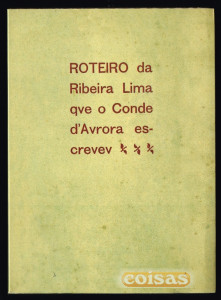 ROTEIRO da
Ribeira Lima
qve o Conde
d'Avrora es-
crevev
coisas